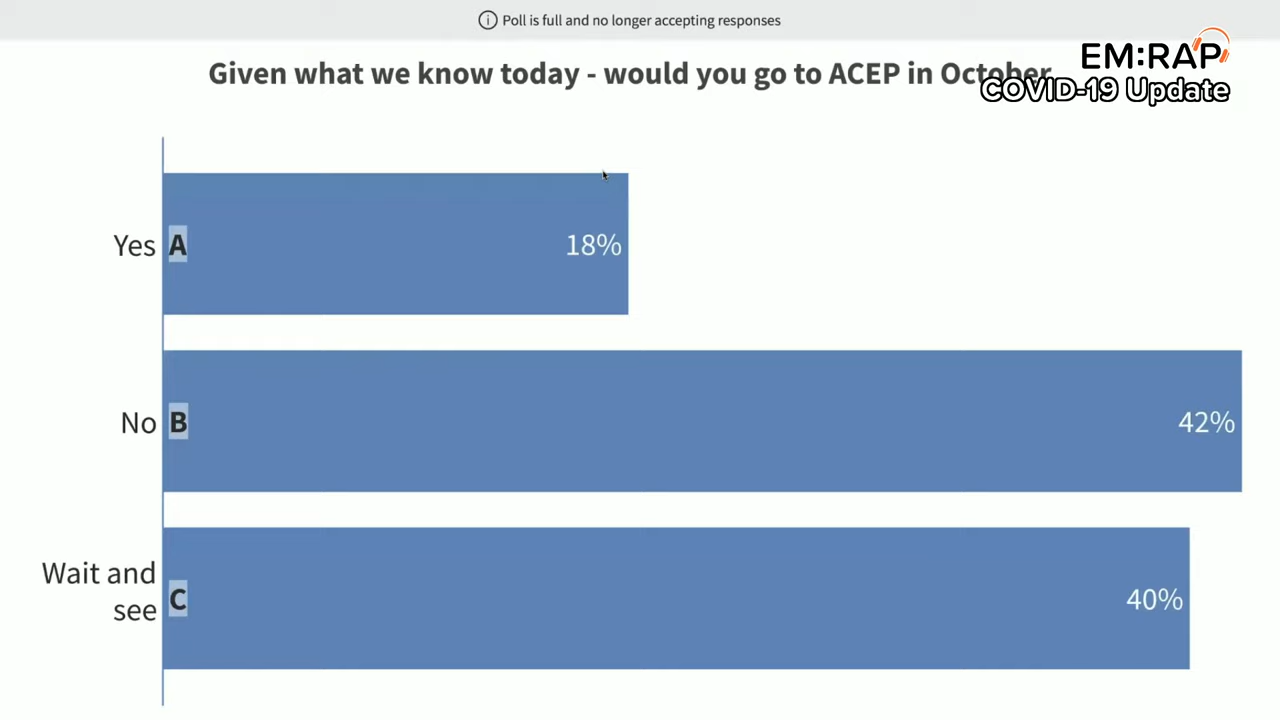 Poll is full and no longer accepting responses
EM:RAP
Given what we know today - would you go to ACEP in October
COVID-19 Update
Yes A 18%
No B 42%
Wait and
see C 40%